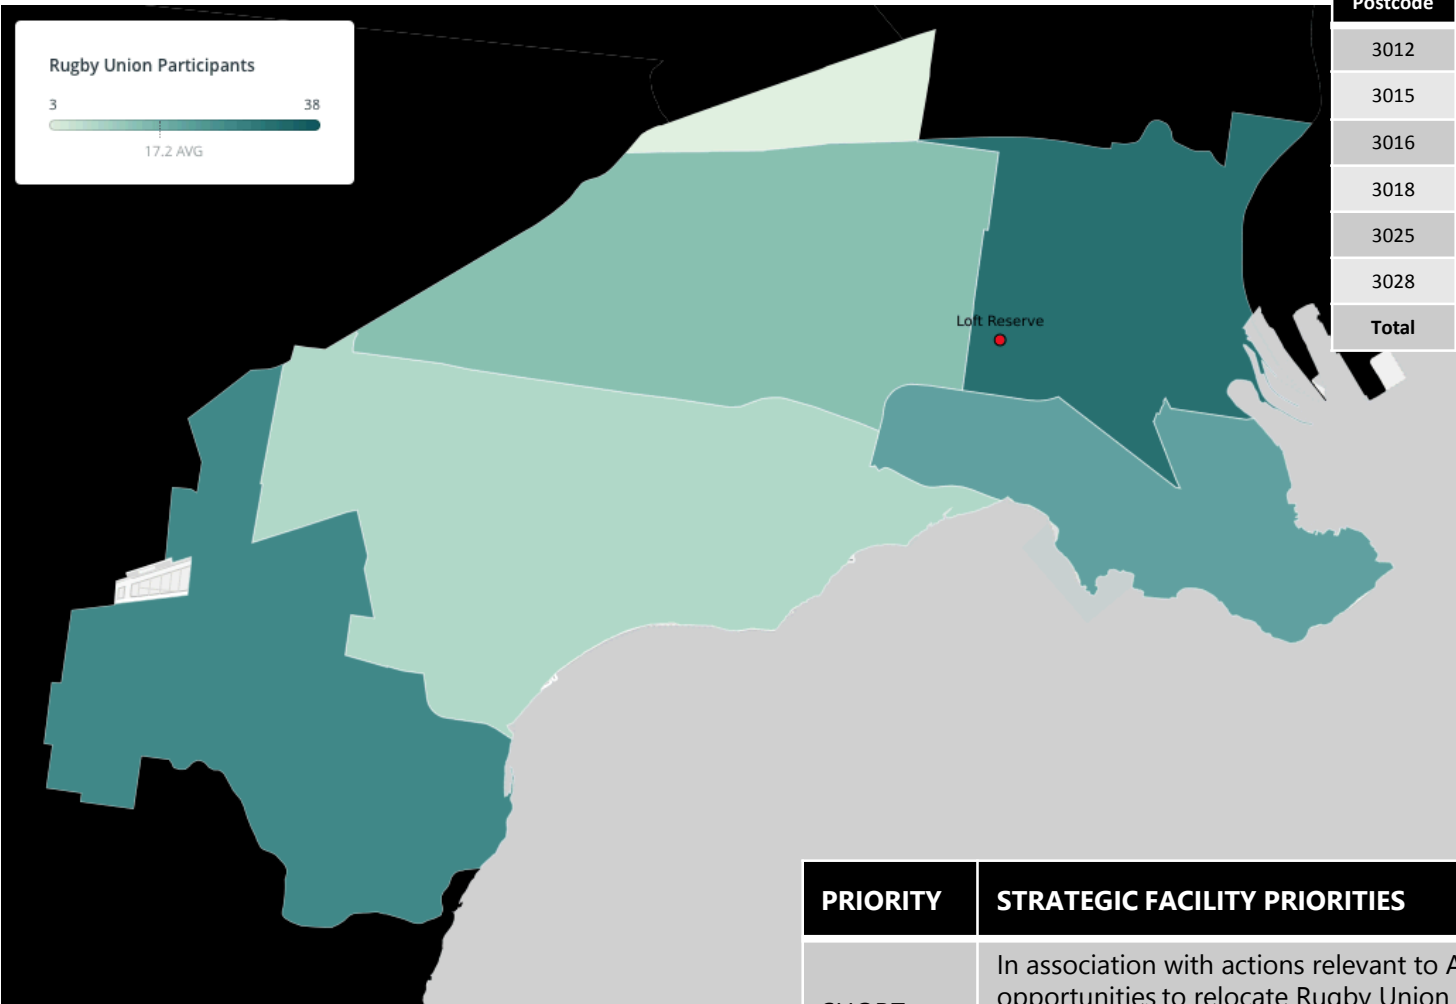 Postcode
Rugby Union Participants
3 38
17.2 AVG
3012
3015
3016
3018
3025
3028
Total
Loft Reserve
PRIORITY STRATEGIC FACILITY PRIORITIES
In association with actions relevant to A
opportunities to relocate Rugby Union
SHORT